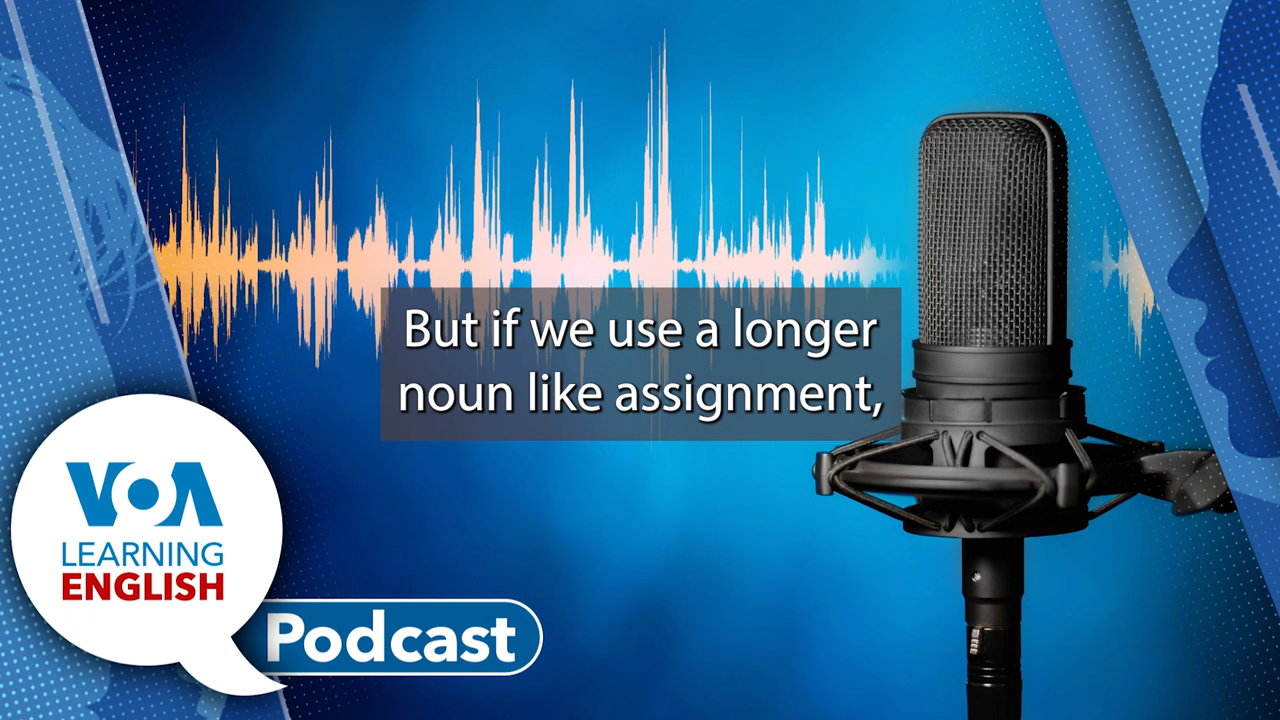 But if we use a longer
noun like assignment,
VOA
LEARNING
ENGLISH
Podcast